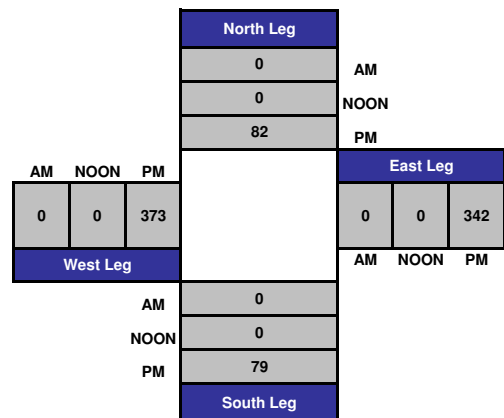 North Leg
0 AM
0 NOON
82 PM
AM NOON PM
East Leg
0 0 373
0 0 342
West Leg
AM NOON PM
AM 0
NOON 0
PM 79
South Leg